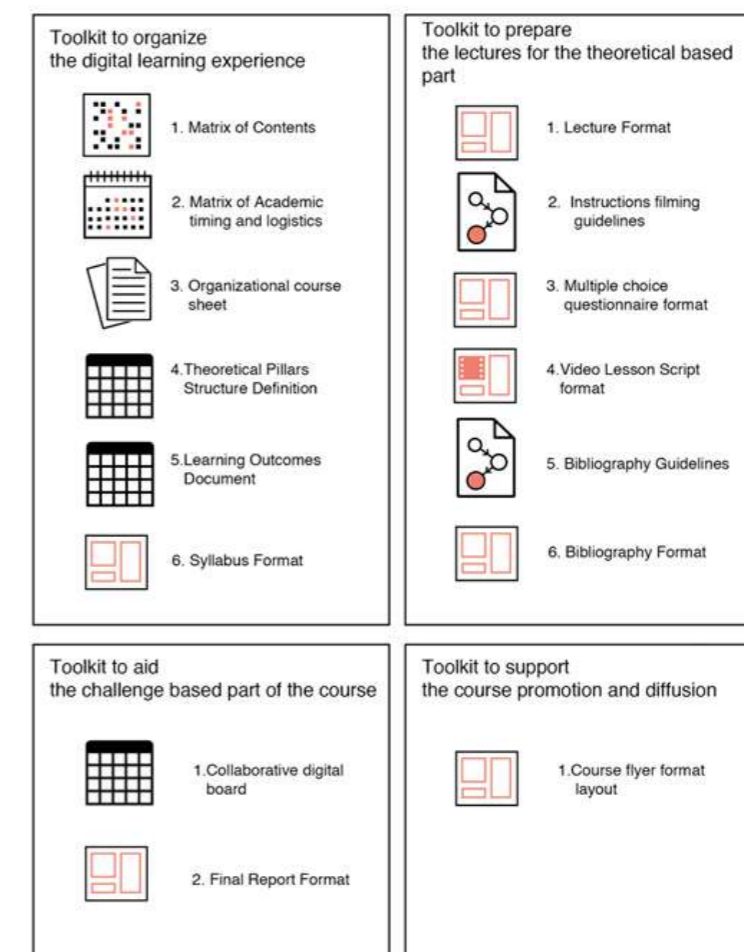 Toolkit to organize
the digital learning experience
1. Matrix of Contents
2. Matrix of Academic
timing and logistics
3. Organizational course
sheet
4.Theoretical Pillars
Structure Definition
5.Learning Outcomes
Document
6. Syllabus Format
Toolkit to prepare
the lectures for the theoretical based
part
1. Lecture Format
2. Instructions filming
guidelines
3. Multiple choice
questionnaire format
4.Video Lesson Script
format
5. Bibliography Guidelines
6. Bibliography Format
Toolkit to aid
the challenge based part of the course
1.Collaborative digital
board
2. Final Report Format
Toolkit to support
the course promotion and diffusion
1.Course flyer format
layout